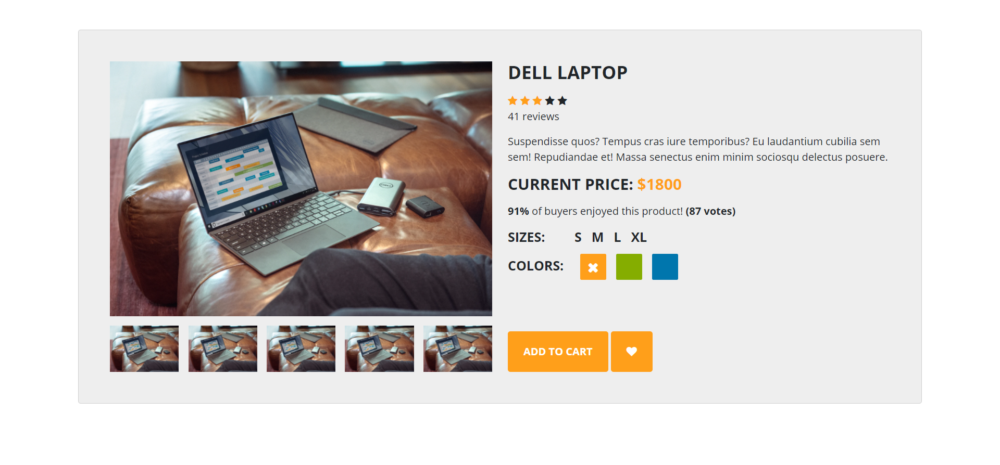 DELL LAPTOP
41 reviews
Suspendisse quos? Tempus cras iure temporibus? Eu laudantium cubilia sem
sem! Repudiandae et! Massa senectus enim minim sociosqu delectus posuere.
CURRENT PRICE: $1800
91% of buyers enjoyed this product! (87 votes)
SIZES: S M L XL
COLORS:
ADD TO CART